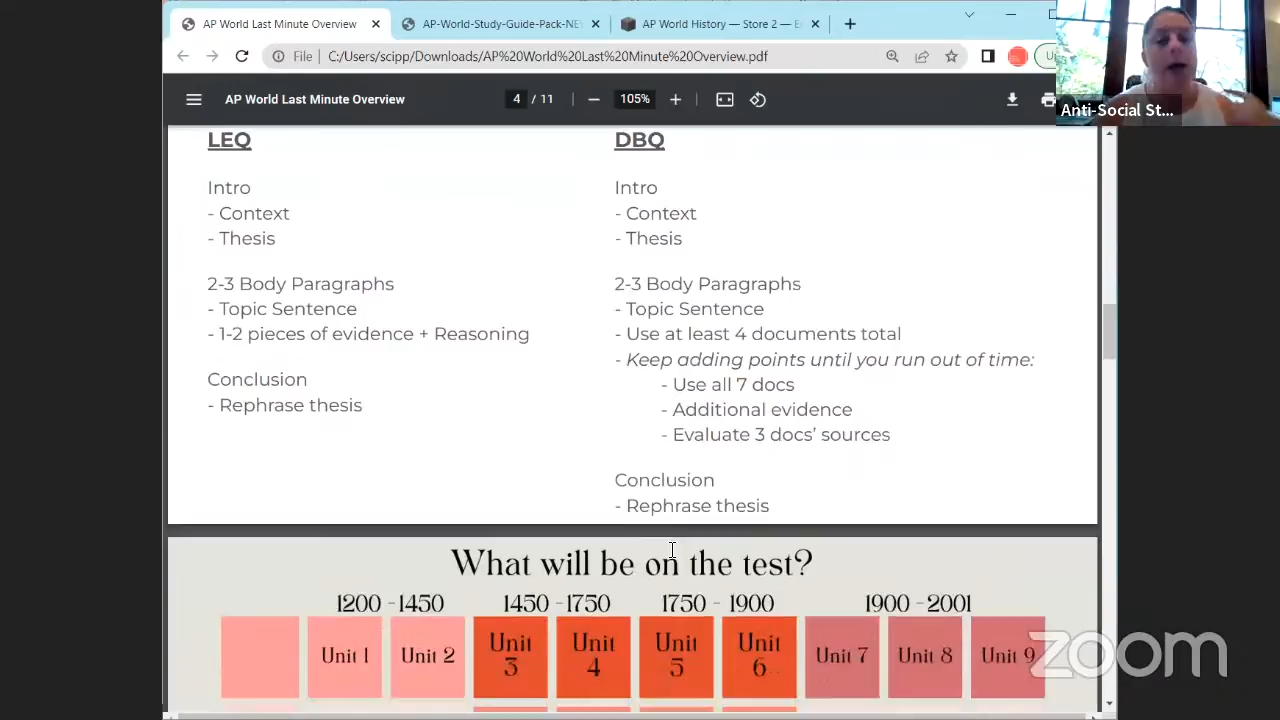 AP World Last Minute Overview
AP-World-Study-Guide-Pack-NE
AP World History — Store 2 — E
File
C:/Users/scipp/Downloads/AP%20World%20Last%20Minute%20Overview.pdf
AP World Last Minute Overview
4 / 11
105%
Anti-Social St...
LEQ
Intro
- Context
- Thesis
2-3 Body Paragraphs
- Topic Sentence
- 1-2 pieces of evidence + Reasoning
Conclusion
- Rephrase thesis
DBQ
Intro
- Context
- Thesis
2-3 Body Paragraphs
- Topic Sentence
- Use at least 4 documents total
- Keep adding points until you run out of time:
- Use all 7 docs
- Additional evidence
- Evaluate 3 docs’ sources
Conclusion
- Rephrase thesis
What will be on the test?
1200 - 1450
1450 - 1750
1750 - 1900
1900 - 2001
Unit 1
Unit 2
Unit 3
Unit 4
Unit 5
Unit 6
Unit 7
Unit 8
Unit 9
zoom